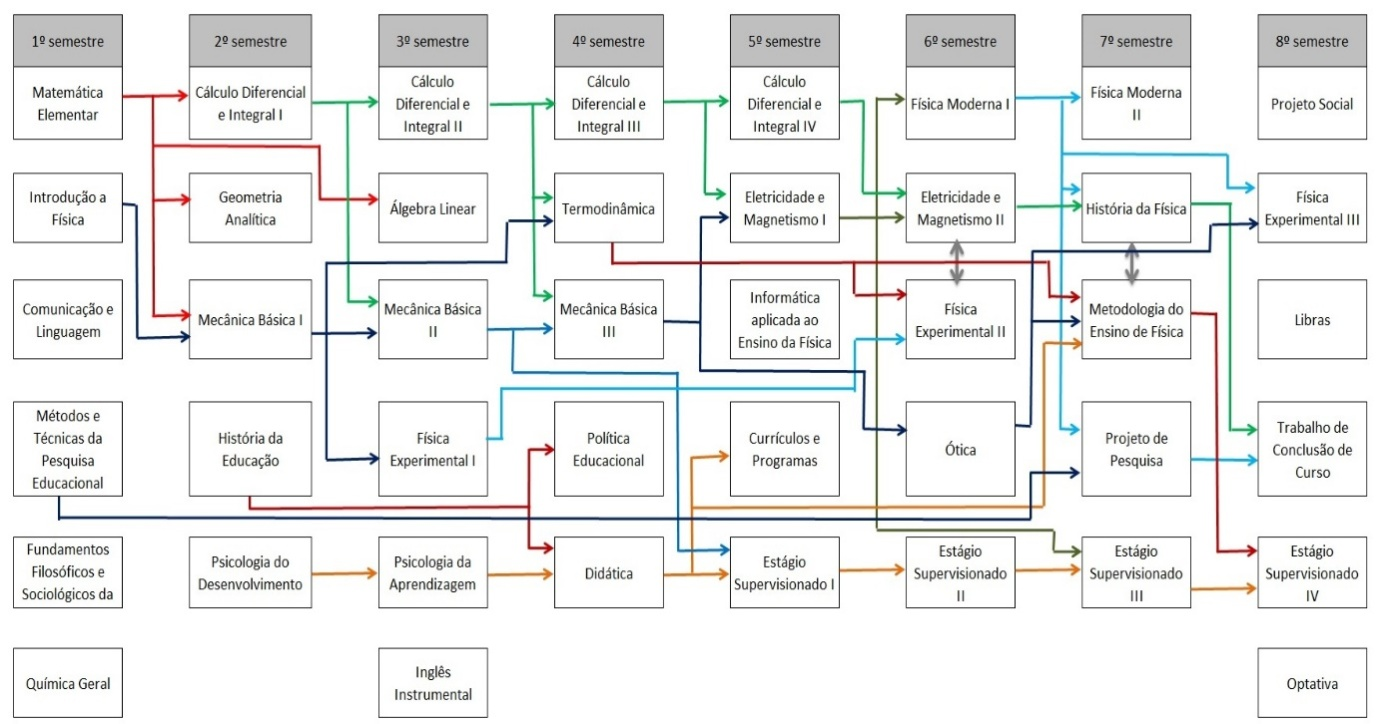 1º semestre
2º semestre
3º semestre
4º semestre
5º semestre
6º semestre
7º semestre
8º semestre
Matemática
Elementar
Cálculo Diferencial
e Integral I
Cálculo
Diferencial e
Integral II
Cálculo
Diferencial e
Integral III
Cálculo
Diferencial e
Integral IV
Física Moderna I
Física Moderna
II
Projeto Social
Introdução a
Física
Geometria
Analítica
Álgebra Linear
Termodinâmica
Eletricidade e
Magnetismo I
Eletricidade e
Magnetismo II
História da Física
Física
Experimental III
Comunicação e
Linguagem
Mecânica Básica I
Mecânica Básica
II
Mecânica Básica
III
Informática
aplicada ao
Ensino da Física
Física
Experimental II
Metodologia do
Ensino de Física
Libras
Métodos e
Técnicas da
Pesquisa
Educacional
História da
Educação
Física
Experimental I
Política
Educacional
Currículos e
Programas
Ótica
Projeto de
Pesquisa
Trabalho de
Conclusão de
Curso
Fundamentos
Filosóficos e
Sociológicos da
Psicologia do
Desenvolvimento
Psicologia da
Aprendizagem
Didática
Estágio
Supervisionado I
Estágio
Supervisionado
II
Estágio
Supervisionado
III
Estágio
Supervisionado
IV
Química Geral
Inglês
Instrumental
Optativa